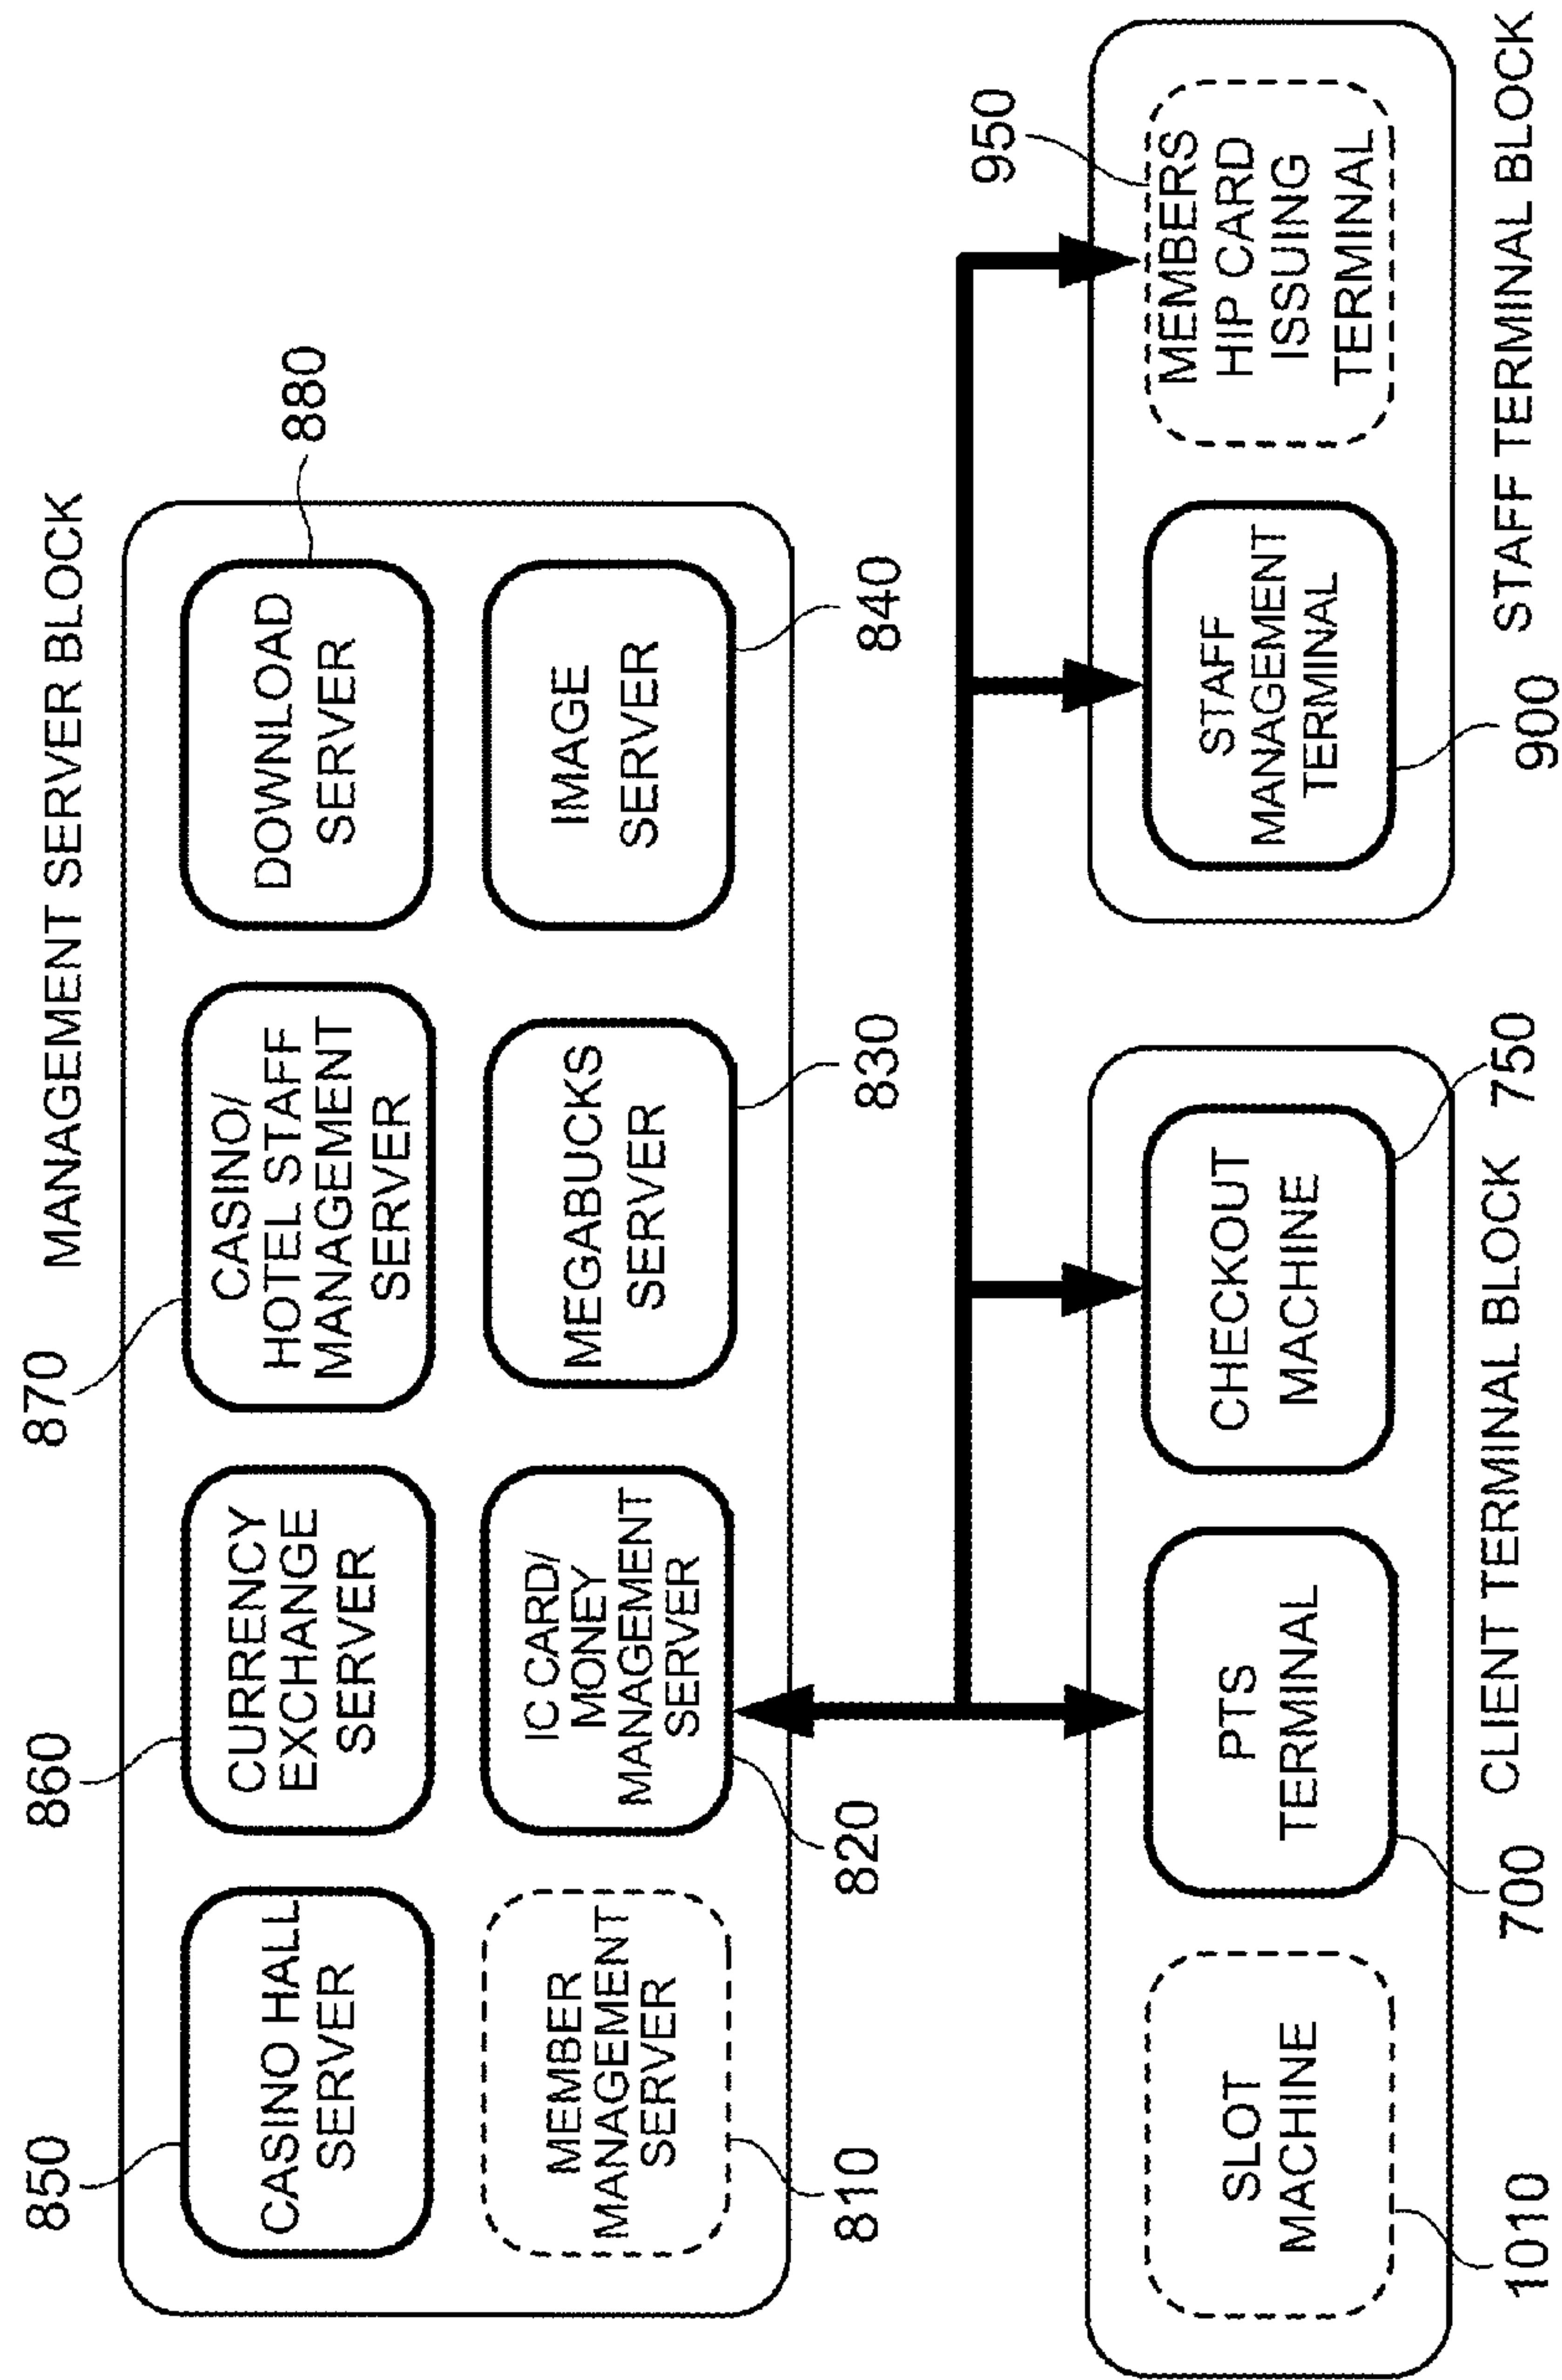 MANAGEMENT SERVER BLOCK
850
860
870
880
CASINO HALL
SERVER
CURRENCY
EXCHANGE
SERVER
CASINO/
HOTEL STAFF
MANAGEMENT
SERVER
DOWNLOAD
SERVER
MEMBER
MANAGEMENT
SERVER
IC CARD/
MONEY
MANAGEMENT
SERVER
MEGABUCKS
SERVER
IMAGE
SERVER
810
820
830
840
950
SLOT
MACHINE
PTS
TERMINAL
CHECKOUT
MACHINE
STAFF
MANAGEMENT
TERMINAL
MEMBERS
HIP CARD
ISSUING
TERMINAL
1010
700
CLIENT TERMINAL BLOCK
750
900
STAFF TERMINAL BLOCK